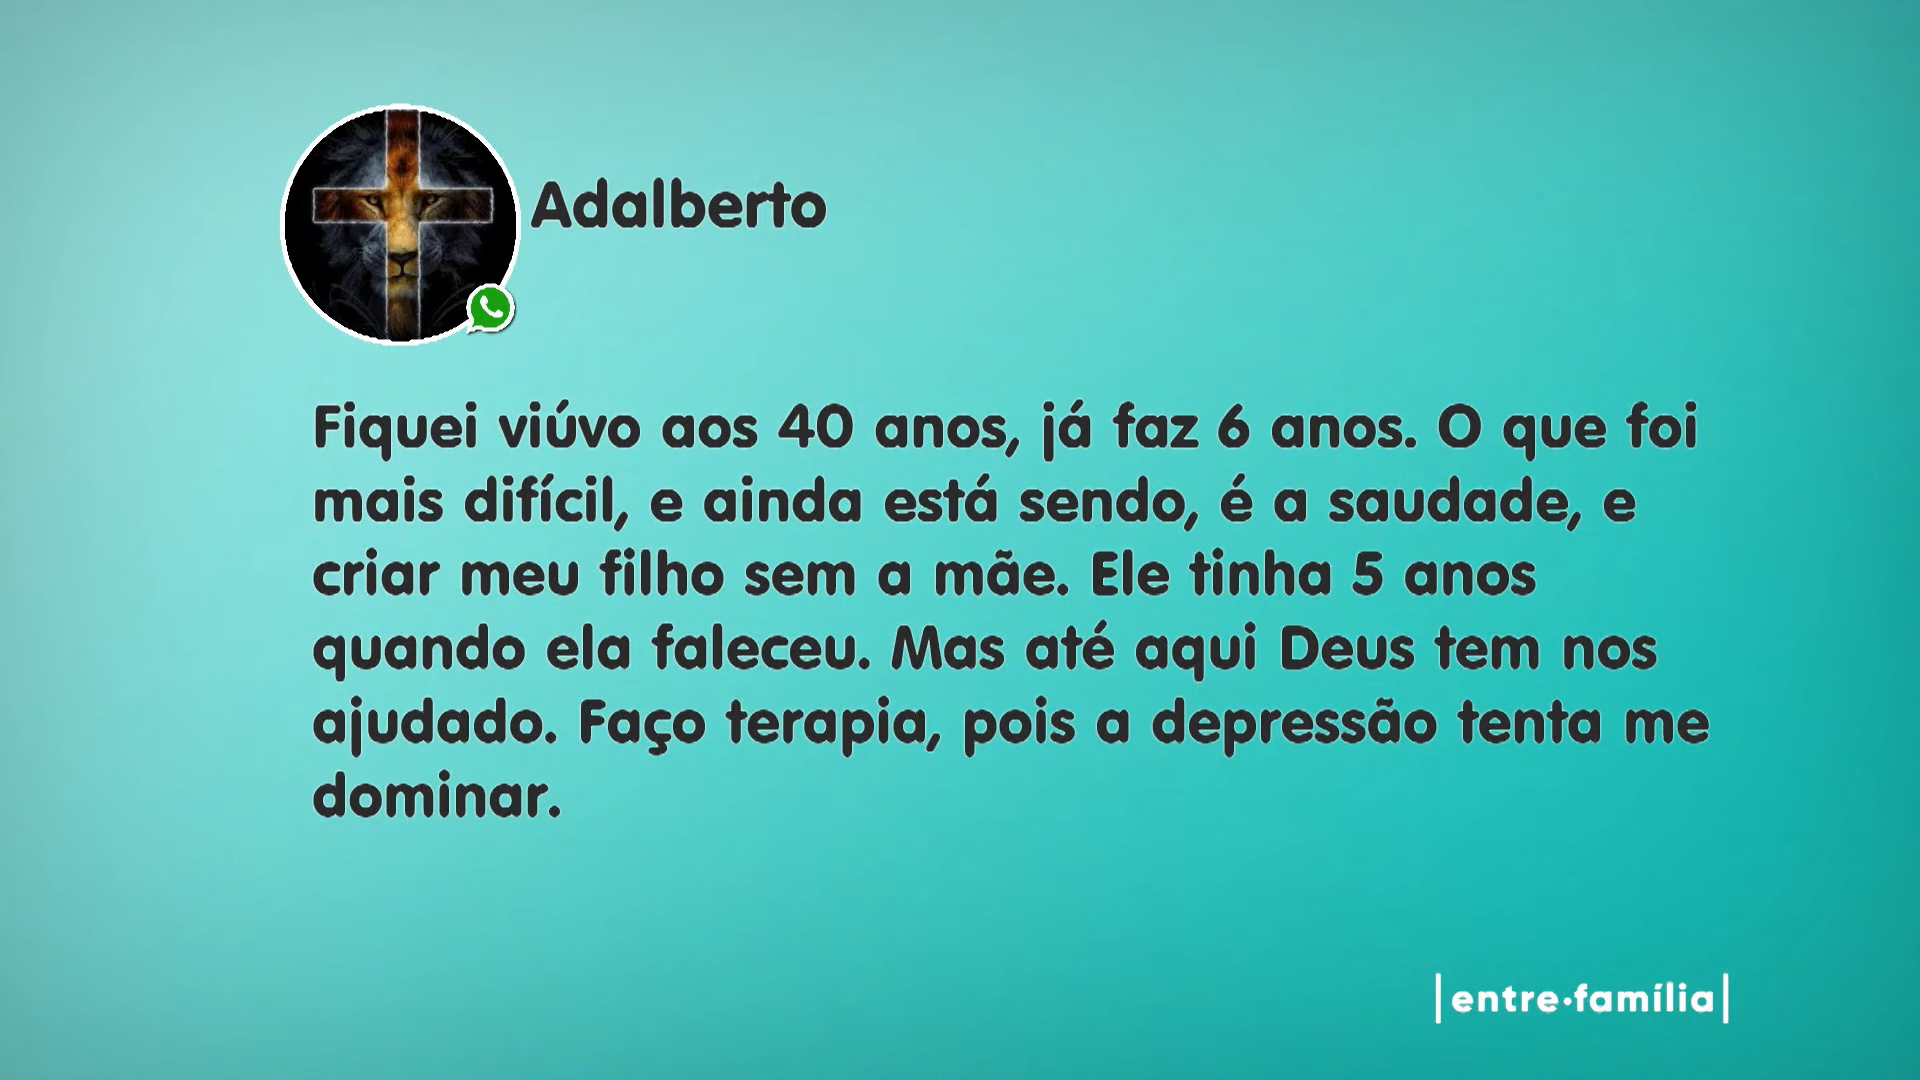 Adalberto
Fiquei viúvo aos 40 anos, já faz 6 anos. O que foi
mais difícil, e ainda está sendo, é a saudade, e
criar meu filho sem a mãe. Ele tinha 5 anos
quando ela faleceu. Mas até aqui Deus tem nos
ajudado. Faço terapia, pois a depressão tenta me
dominar.
|entre•família|